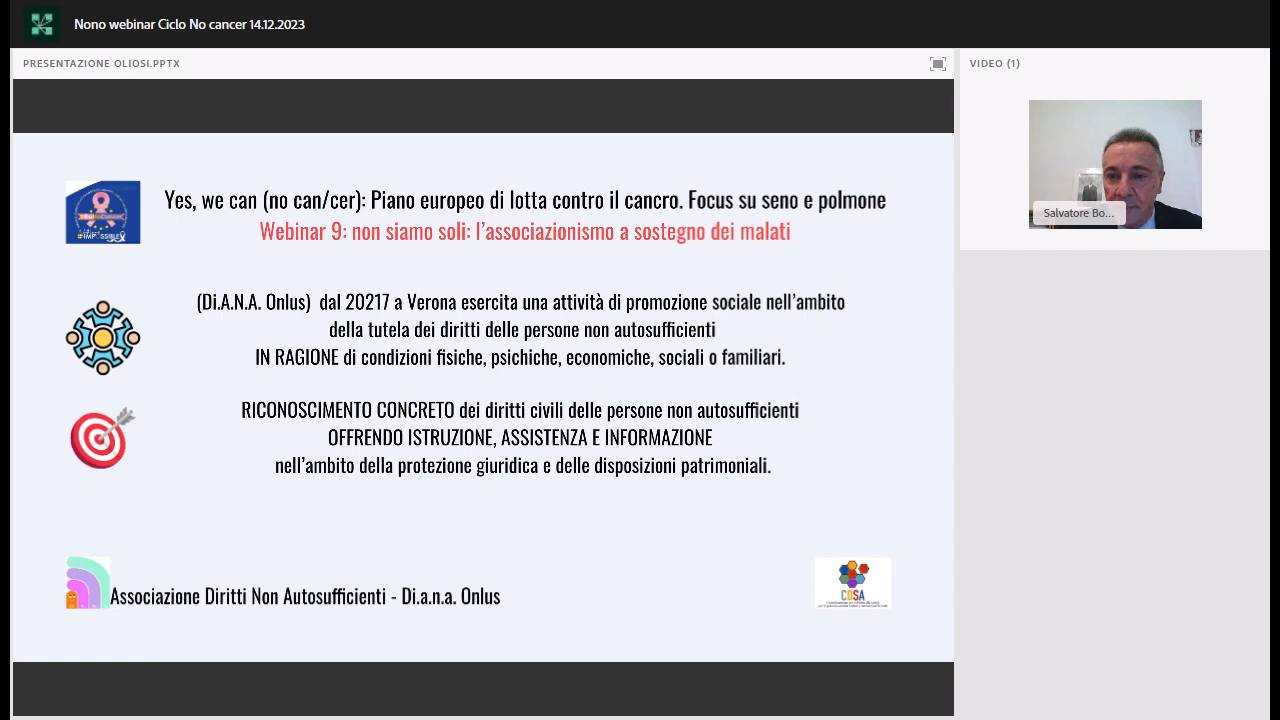 Nono webinar Ciclo No cancer 14.12.2023
PRESENTAZIONE OLIOSI.PPTX
VIDEO (1)
Salvatore Bo...
Yes, we can (no can/cer): Piano europeo di lotta contro il cancro. Focus su seno e polmone
Webinar 9: non siamo soli: l’associazionismo a sostegno dei malati
(Di.A.N.A. Onlus) dal 20217 a Verona esercita una attività di promozione sociale nell’ambito
della tutela dei diritti delle persone non autosufficienti
IN RAGIONE di condizioni fisiche, psichiche, economiche, sociali o familiari.
RICONOSCIMENTO CONCRETO dei diritti civili delle persone non autosufficienti
OFFRENDO ISTRUZIONE, ASSISTENZA E INFORMAZIONE
nell’ambito della protezione giuridica e delle disposizioni patrimoniali.
Associazione Diritti Non Autosufficienti - Di.a.n.a. Onlus
CDSA